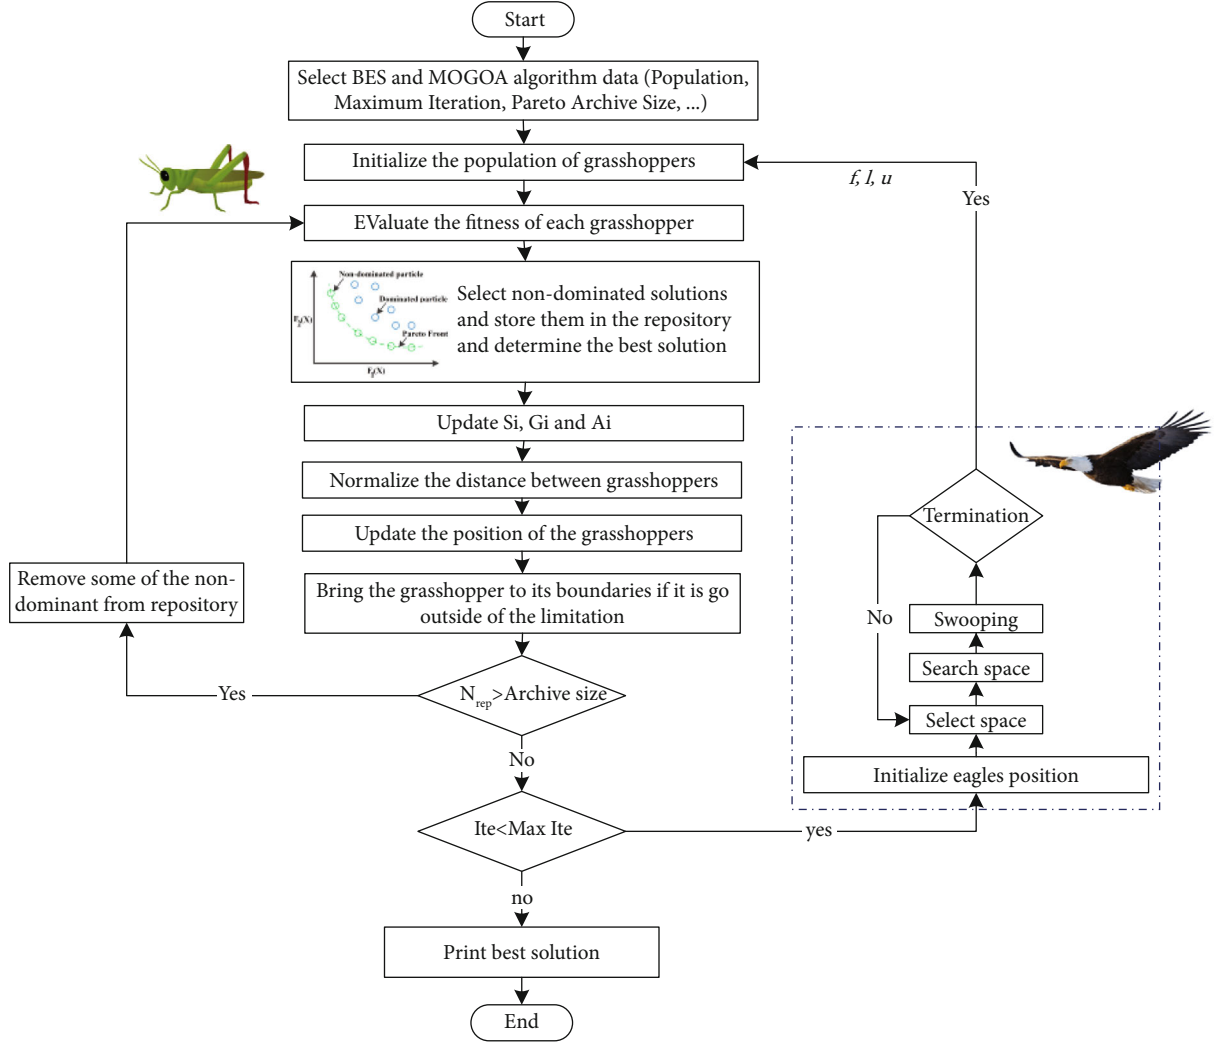 Start
Select BES and MOGOA algorithm data (Population,
Maximum Iteration, Pareto Archive Size, ...)
Initialize the population of grasshoppers
f, l, u
Yes
EValuate the fitness of each grasshopper
Non-dominated particle
Dominated particle
Pareto Front
F2(X)
F1(X)
Select non-dominated solutions
and store them in the repository
and determine the best solution
Update Si, Gi and Ai
Normalize the distance between grasshoppers
Update the position of the grasshoppers
Bring the grasshopper to its boundaries if it is go
outside of the limitation
Remove some of the non-
dominant from repository
Yes
Nrep>Archive size
No
Ite<Max Ite
yes
no
Print best solution
End
Termination
No
Swooping
Search space
Select space
Initialize eagles position